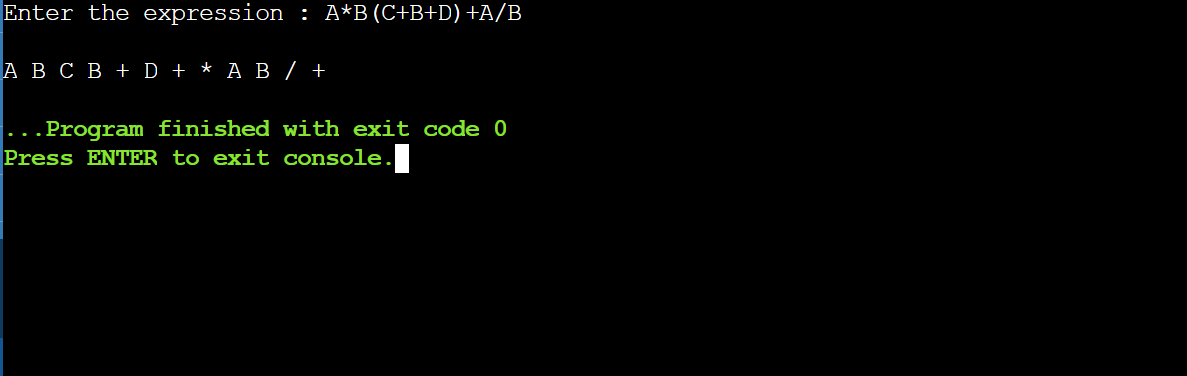 Enter the expression : A*B(C+B+D)+A/B
A B C B + D + * A B / +
...Program finished with exit code 0
Press ENTER to exit console.